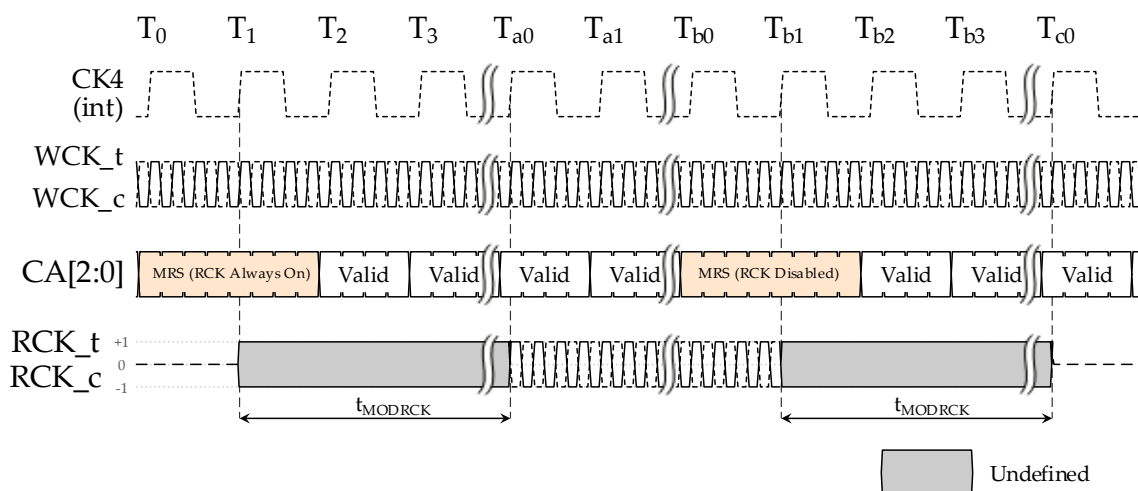 T0 T1 T2 T3 Ta0 Ta1 Tb0 Tb1 Tb2 Tb3 Tc0
CK4
(int)
WCK_t
WCK_c
CA[2:0] MRS (RCK Always On) Valid Valid Valid Valid MRS (RCK Disabled) Valid Valid Valid
RCK_t +1
0
RCK_c -1
tMODRCK tMODRCK
Undefined